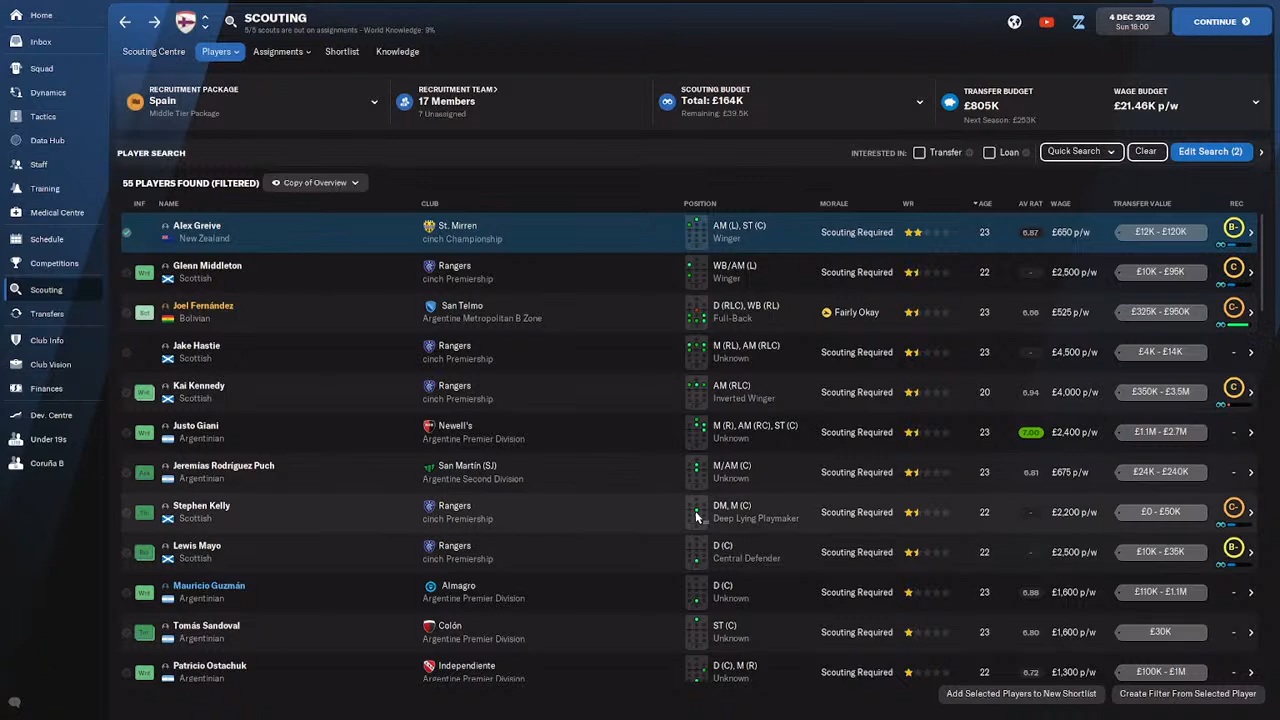 Home
SCOUTING
5/5 scouts are out on assignments - World Knowledge: 9%
4 DEC 2022
Sun 18:00
CONTINUE
Inbox
Scouting Centre
Players
Assignments
Shortlist
Knowledge
Squad
Dynamics
Tactics
Data Hub
Staff
Training
Medical Centre
Schedule
Competitions
Scouting
Transfers
Club Info
Club Vision
Finances
Dev. Centre
Under 19s
Coruña B
RECRUITMENT PACKAGE
Spain
Middle Tier Package
RECRUITMENT TEAM>
17 Members
7 Unassigned
SCOUTING BUDGET
Total: £164K
Remaining: £39.5K
TRANSFER BUDGET
£805K
Next Season: £253K
WAGE BUDGET
£21.46K p/w
PLAYER SEARCH
INTERESTED IN: Transfer Loan
Quick Search
Clear
Edit Search (2)
55 PLAYERS FOUND (FILTERED)
Copy of Overview
INF NAME CLUB POSITION MORALE WR AGE AV RAT WAGE TRANSFER VALUE REC
Alex Greive St. Mirren AM (L), ST (C) Scouting Required 23 6.87 £650 p/w £12K - £120K B-
New Zealand cinch Championship Winger
Wnt Glenn Middleton Rangers WB/AM (L) Scouting Required 22 - £2,500 p/w £10K - £95K C
Scottish cinch Premiership Winger
Joel Fernández San Telmo D (RLC), WB (RL) Fairly Okay 23 6.66 £525 p/w £325K - £950K C-
Bolivian Argentine Metropolitan B Zone Full-Back
Jake Hastie Rangers M (RL), AM (RLC) Scouting Required 23 - £4,500 p/w £4K - £14K -
Scottish cinch Premiership Unknown
Wnt Kai Kennedy Rangers AM (RLC) Scouting Required 20 6.94 £4,000 p/w £350K - £3.5M C
Scottish cinch Premiership Inverted Winger
Wnt Justo Giani Newell's M (R), AM (RC), ST (C) Scouting Required 23 7.00 £2,400 p/w £1.1M - £2.7M -
Argentinian Argentine Premier Division Unknown
Jeremías Rodríguez Puch San Martín (SJ) M/AM (C) Scouting Required 23 6.81 £675 p/w £24K - £240K -
Argentinian Argentine Second Division Unknown
Stephen Kelly Rangers DM, M (C) Scouting Required 22 - £2,200 p/w £0 - £50K C-
Scottish cinch Premiership Deep Lying Playmaker
Lewis Mayo Rangers D (C) Scouting Required 22 - £2,500 p/w £10K - £35K B-
Scottish cinch Premiership Central Defender
Wnt Mauricio Guzmán Almagro D (C) Scouting Required 23 6.88 £1,600 p/w £110K - £1.1M -
Argentinian Argentine Premier Division Unknown
Tomás Sandoval Colón ST (C) Scouting Required 23 6.80 £1,600 p/w £30K -
Argentinian Argentine Premier Division Unknown
Wnt Patricio Ostachuk Independiente D (C), M (R) Scouting Required 22 6.72 £1,300 p/w £100K - £1M -
Argentinian Argentine Premier Division Unknown
Add Selected Players to New Shortlist
Create Filter From Selected Player